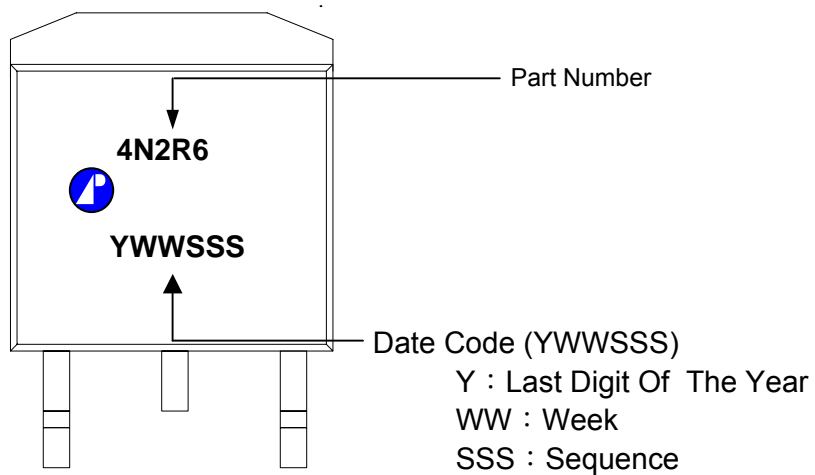 Part Number
4N2R6
YWWSSS
Date Code (YWWSSS)
Y：Last Digit Of The Year
WW：Week
SSS：Sequence